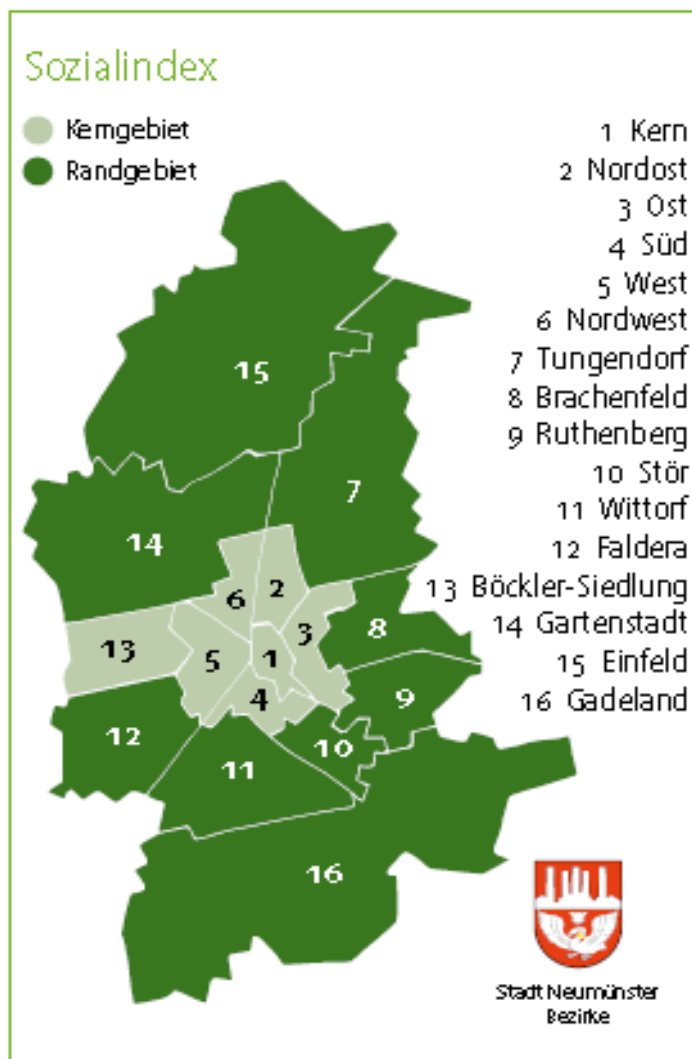 Sozialindex
Kerngebiet
Randgebiet
1 Kern
2 Nordost
3 Ost
4 Süd
5 West
6 Nordwest
7 Tungendorf
8 Brachenfeld
9 Ruthenberg
10 Stör
11 Wittorf
12 Faldera
13 Böckler-Siedlung
14 Gartenstadt
15 Einfeld
16 Gadeland
15
7
14
2
6
3
8
13
5
1
4
9
12
10
11
16
Stadt Neumünster
Bezirke